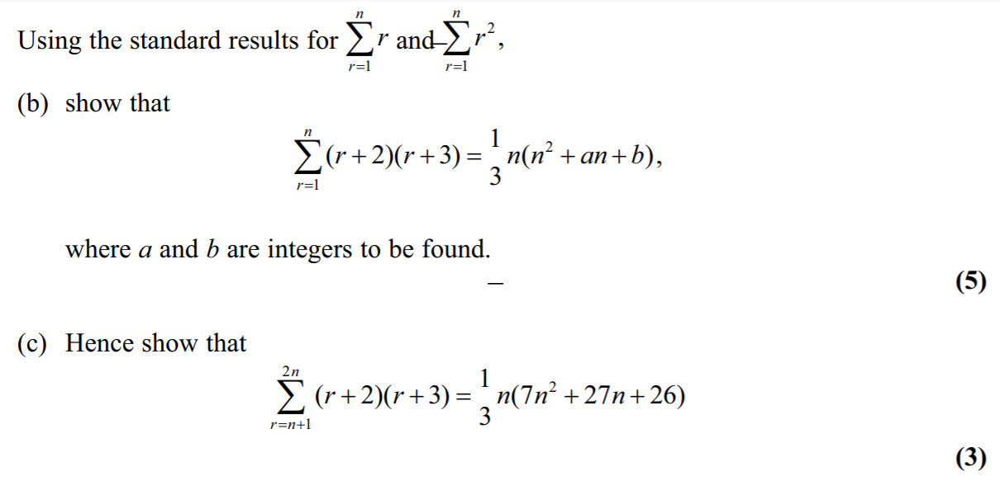 Using the standard results for $\sum_{r=1}^{n} r$ and $\sum_{r=1}^{n} r^2$,
(b) show that
$\sum_{r=1}^{n} (r+2)(r+3) = \frac{1}{3} n(n^2 + an + b),$
where a and b are integers to be found.
(5)
(c) Hence show that
$\sum_{r=n+1}^{2n} (r+2)(r+3) = \frac{1}{3} n(7n^2 + 27n + 26)$
(3)